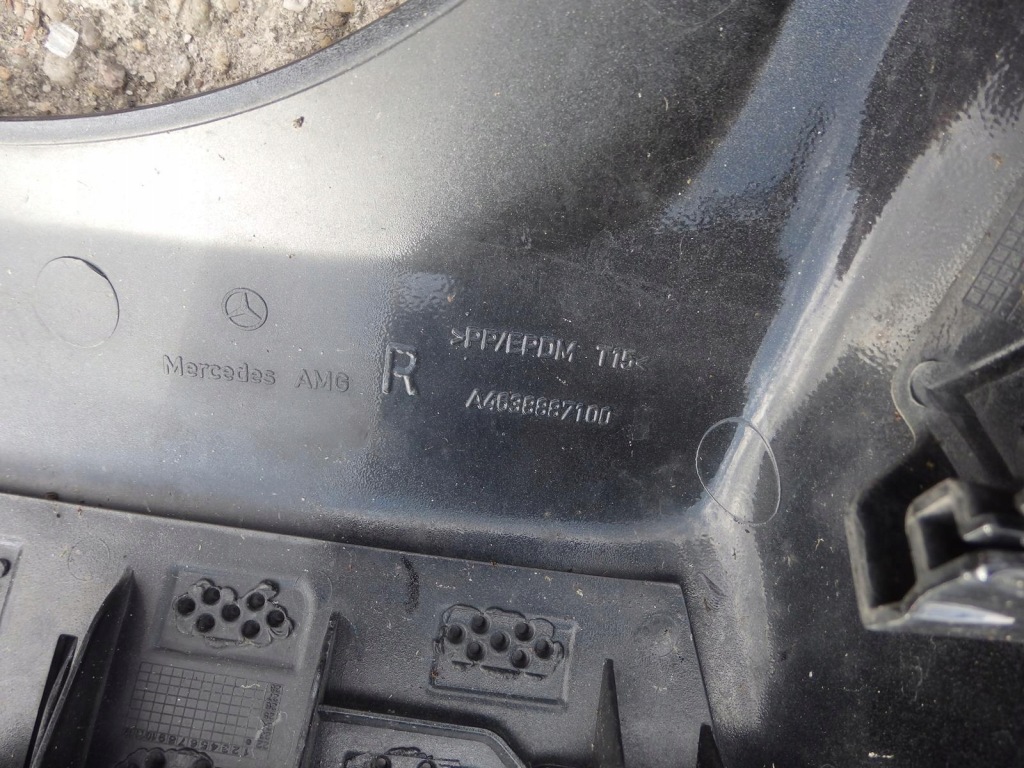 >PP/EPDM T15<
Mercedes AMG R
A4638887100